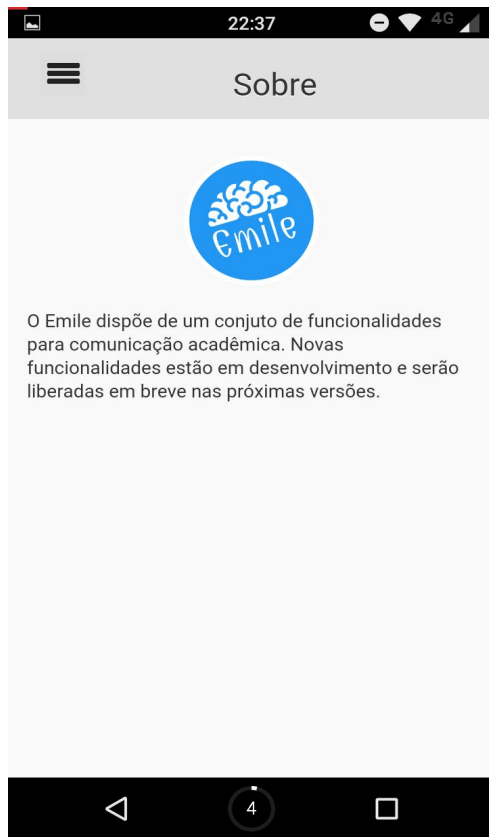 22:37
4G
Sobre
Emile
O Emile dispõe de um conjuto de funcionalidades
para comunicação acadêmica. Novas
funcionalidades estão em desenvolvimento e serão
liberadas em breve nas próximas versões.
4